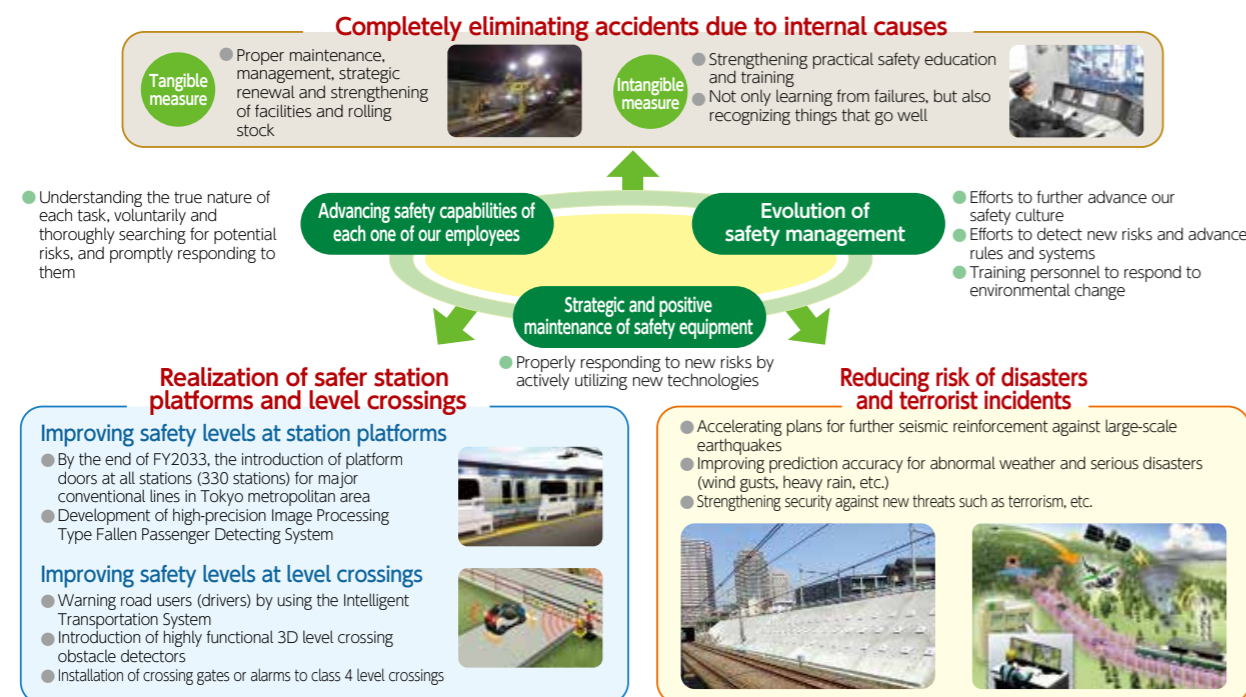 Completely eliminating accidents due to internal causes
Tangible
measure
Proper maintenance,
management, strategic
renewal and strengthening
of facilities and rolling
stock
Intangible
measure
Strengthening practical safety education
and training
Not only learning from failures, but also
recognizing things that go well
Understanding the true nature of
each task, voluntarily and
thoroughly searching for potential
risks, and promptly responding to
them
Advancing safety capabilities of
each one of our employees
Evolution of
safety management
Efforts to further advance our
safety culture
Efforts to detect new risks and advance
rules and systems
Training personnel to respond to
environmental change
Strategic and positive
maintenance of safety equipment
Properly responding to new risks by
actively utilizing new technologies
Realization of safer station
platforms and level crossings
Improving safety levels at station platforms
By the end of FY2033, the introduction of platform
doors at all stations (330 stations) for major
conventional lines in Tokyo metropolitan area
Development of high-precision Image Processing
Type Fallen Passenger Detecting System
Improving safety levels at level crossings
Warning road users (drivers) by using the Intelligent
Transportation System
Introduction of highly functional 3D level crossing
obstacle detectors
Installation of crossing gates or alarms to class 4 level crossings
Reducing risk of disasters
and terrorist incidents
Accelerating plans for further seismic reinforcement against large-scale
earthquakes
Improving prediction accuracy for abnormal weather and serious disasters
(wind gusts, heavy rain, etc.)
Strengthening security against new threats such as terrorism, etc.